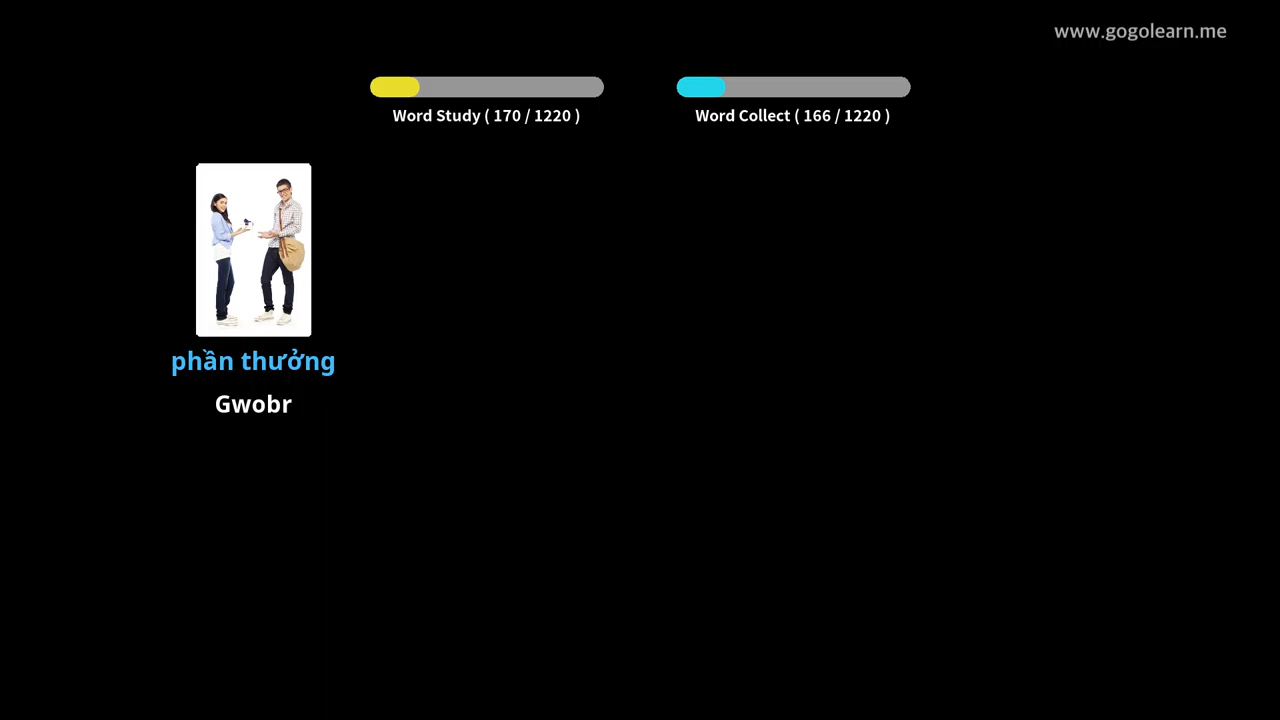 www.gogolearn.me
Word Study ( 170 / 1220 )
Word Collect ( 166 / 1220 )
phần thưởng
Gwobr